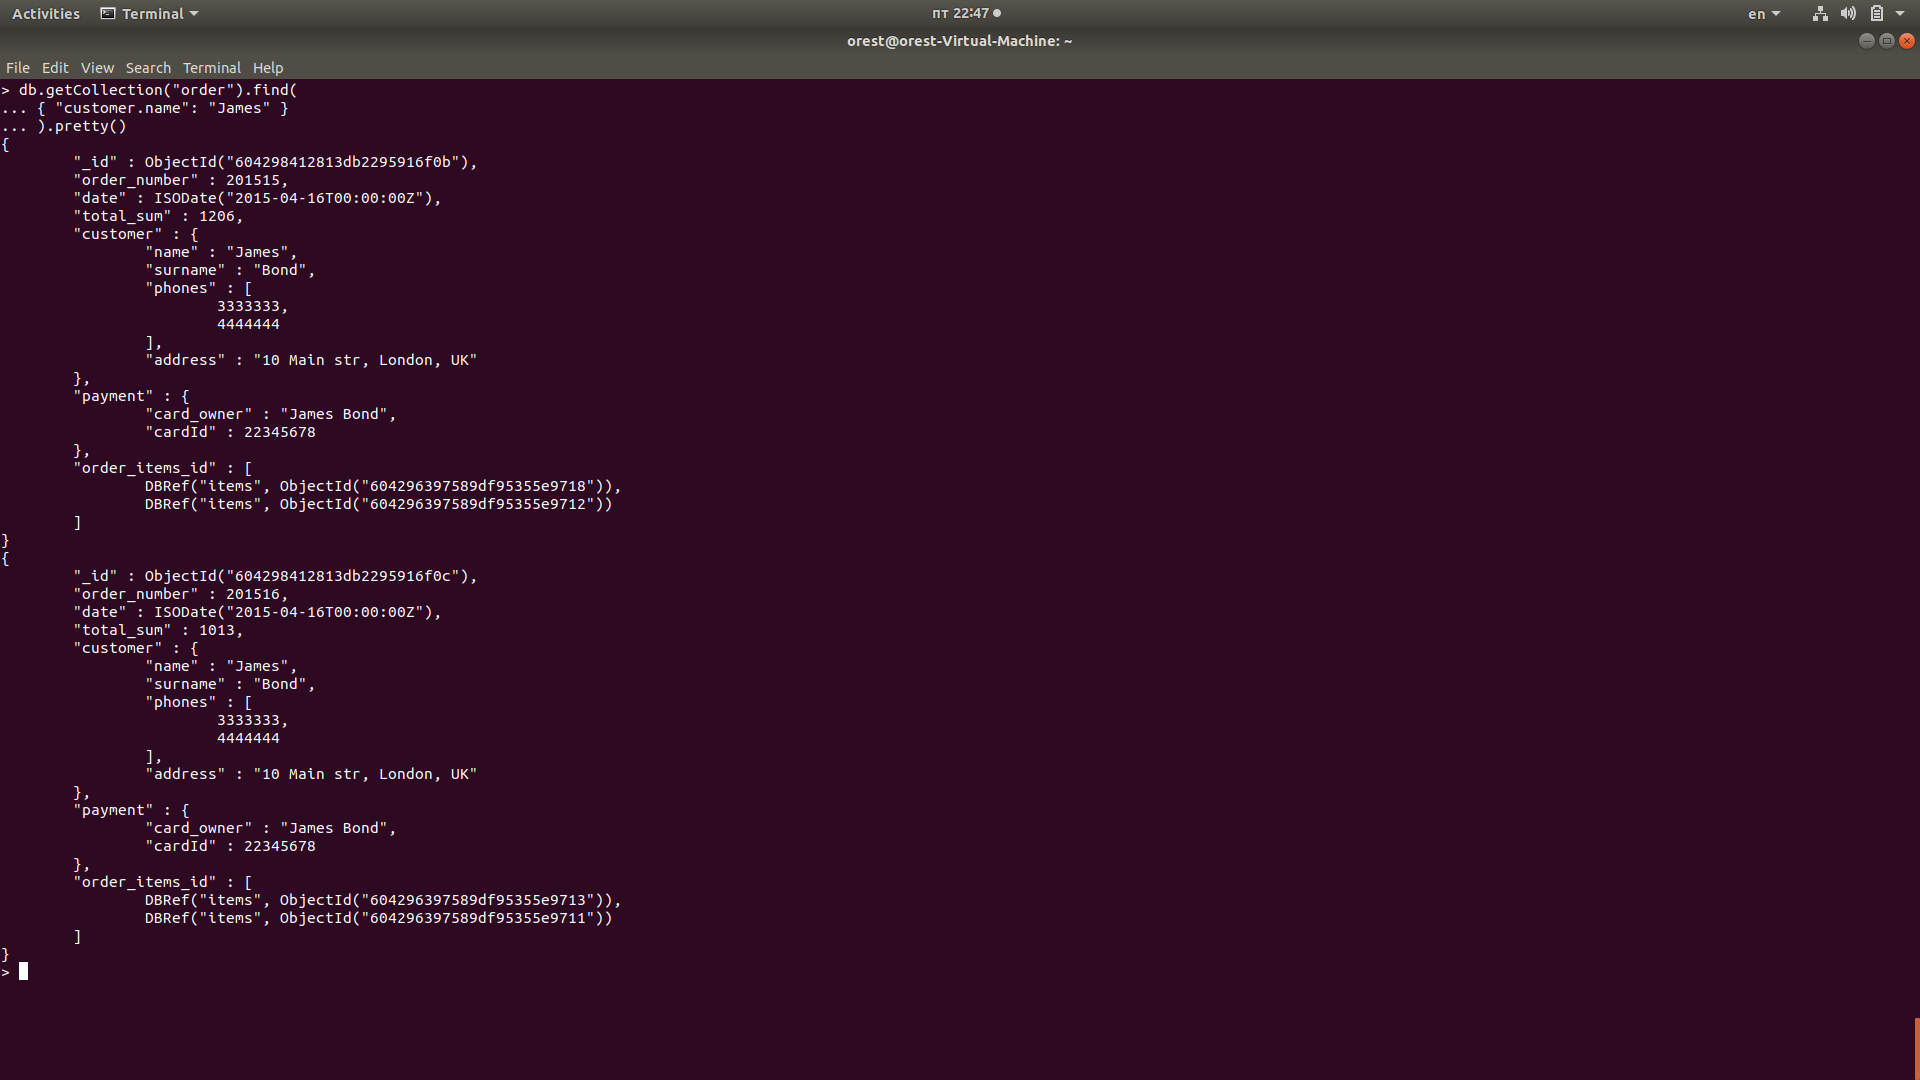 Activities Terminal пт 22:47 en
orest@orest-Virtual-Machine: ~
File Edit View Search Terminal Help
> db.getCollection("order").find(
... { "customer.name": "James" }
... ).pretty()
{
        "_id" : ObjectId("604298412813db2295916f0b"),
        "order_number" : 201515,
        "date" : ISODate("2015-04-16T00:00:00Z"),
        "total_sum" : 1206,
        "customer" : {
                "name" : "James",
                "surname" : "Bond",
                "phones" : [
                        3333333,
                        4444444
                ],
                "address" : "10 Main str, London, UK"
        },
        "payment" : {
                "card_owner" : "James Bond",
                "cardId" : 22345678
        },
        "order_items_id" : [
                DBRef("items", ObjectId("604296397589df95355e9718")),
                DBRef("items", ObjectId("604296397589df95355e9712"))
        ]
}
{
        "_id" : ObjectId("604298412813db2295916f0c"),
        "order_number" : 201516,
        "date" : ISODate("2015-04-16T00:00:00Z"),
        "total_sum" : 1013,
        "customer" : {
                "name" : "James",
                "surname" : "Bond",
                "phones" : [
                        3333333,
                        4444444
                ],
                "address" : "10 Main str, London, UK"
        },
        "payment" : {
                "card_owner" : "James Bond",
                "cardId" : 22345678
        },
        "order_items_id" : [
                DBRef("items", ObjectId("604296397589df95355e9713")),
                DBRef("items", ObjectId("604296397589df95355e9711"))
        ]
}
>